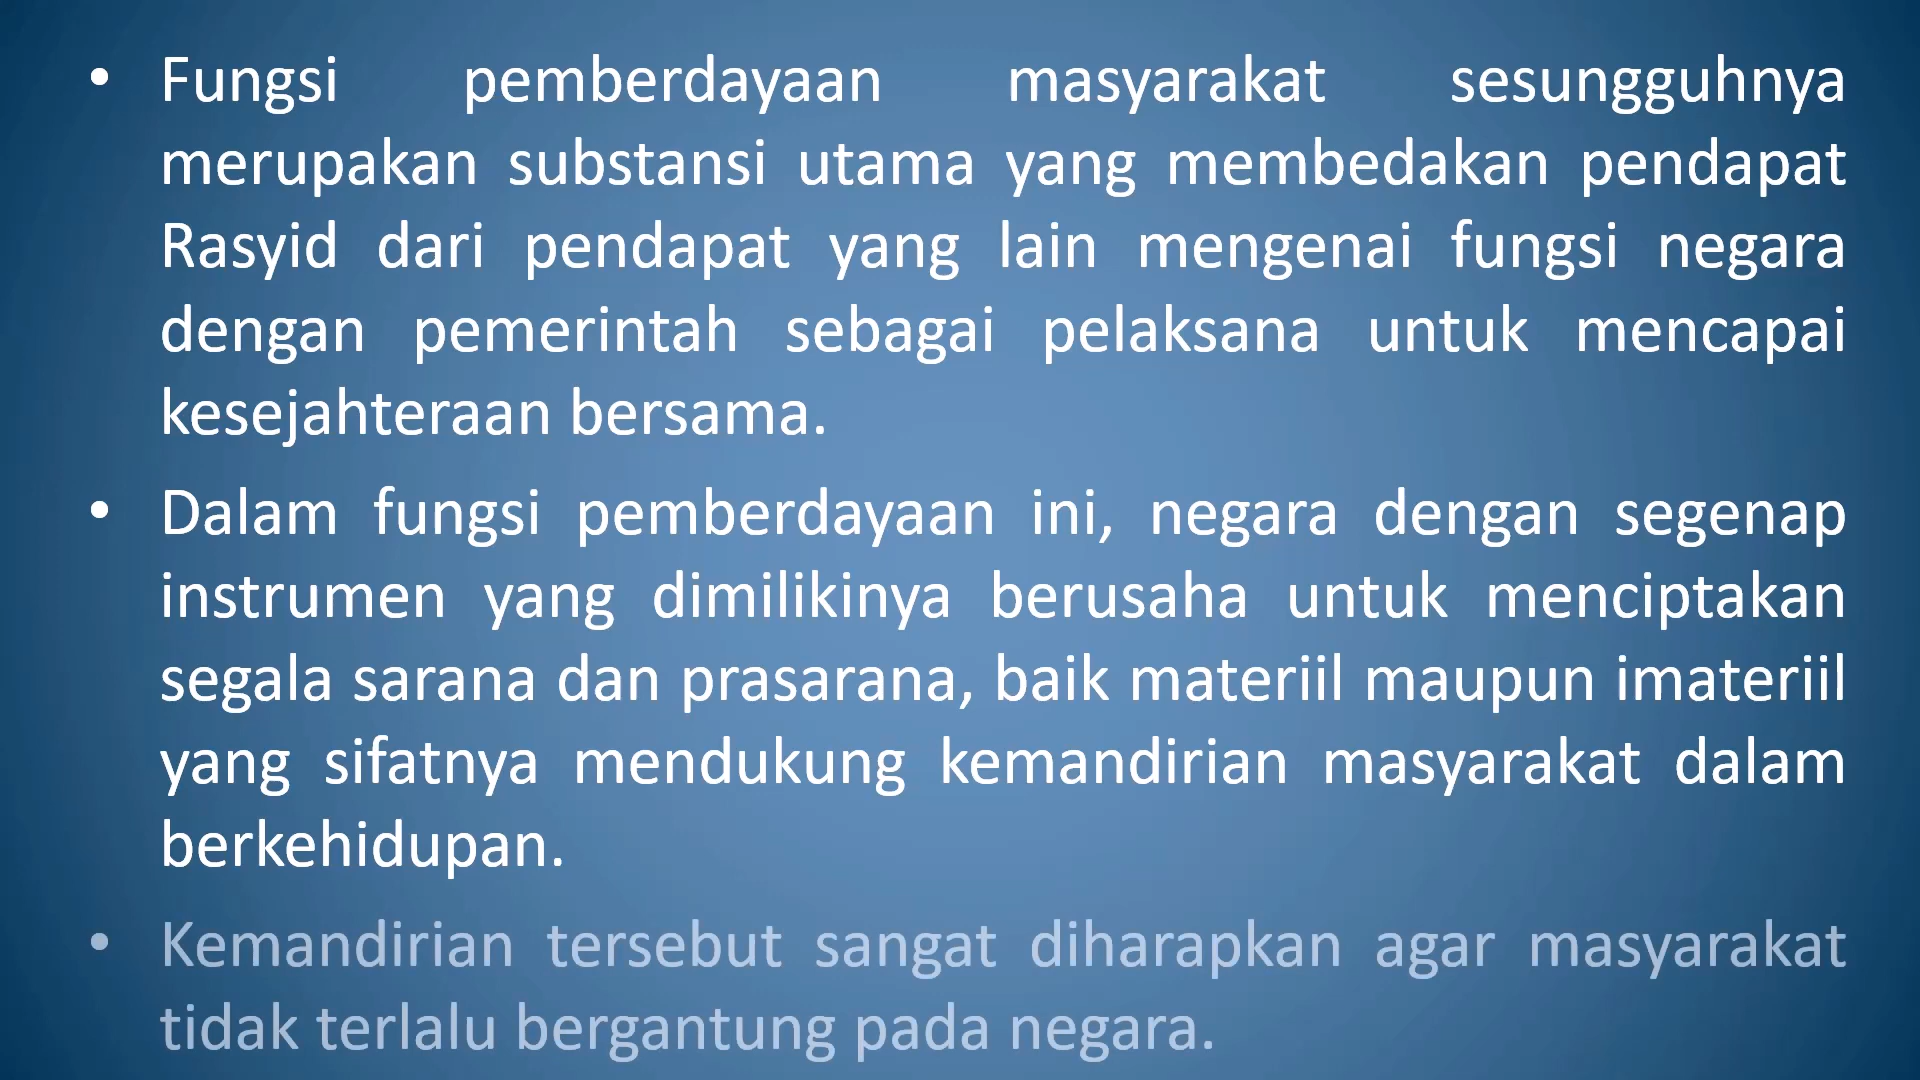 • Fungsi pemberdayaan masyarakat sesungguhnya
merupakan substansi utama yang membedakan pendapat
Rasyid dari pendapat yang lain mengenai fungsi negara
dengan pemerintah sebagai pelaksana untuk mencapai
kesejahteraan bersama.
• Dalam fungsi pemberdayaan ini, negara dengan segenap
instrumen yang dimilikinya berusaha untuk menciptakan
segala sarana dan prasarana, baik materiil maupun imateriil
yang sifatnya mendukung kemandirian masyarakat dalam
berkehidupan.
• Kemandirian tersebut sangat diharapkan agar masyarakat
tidak terlalu bergantung pada negara.